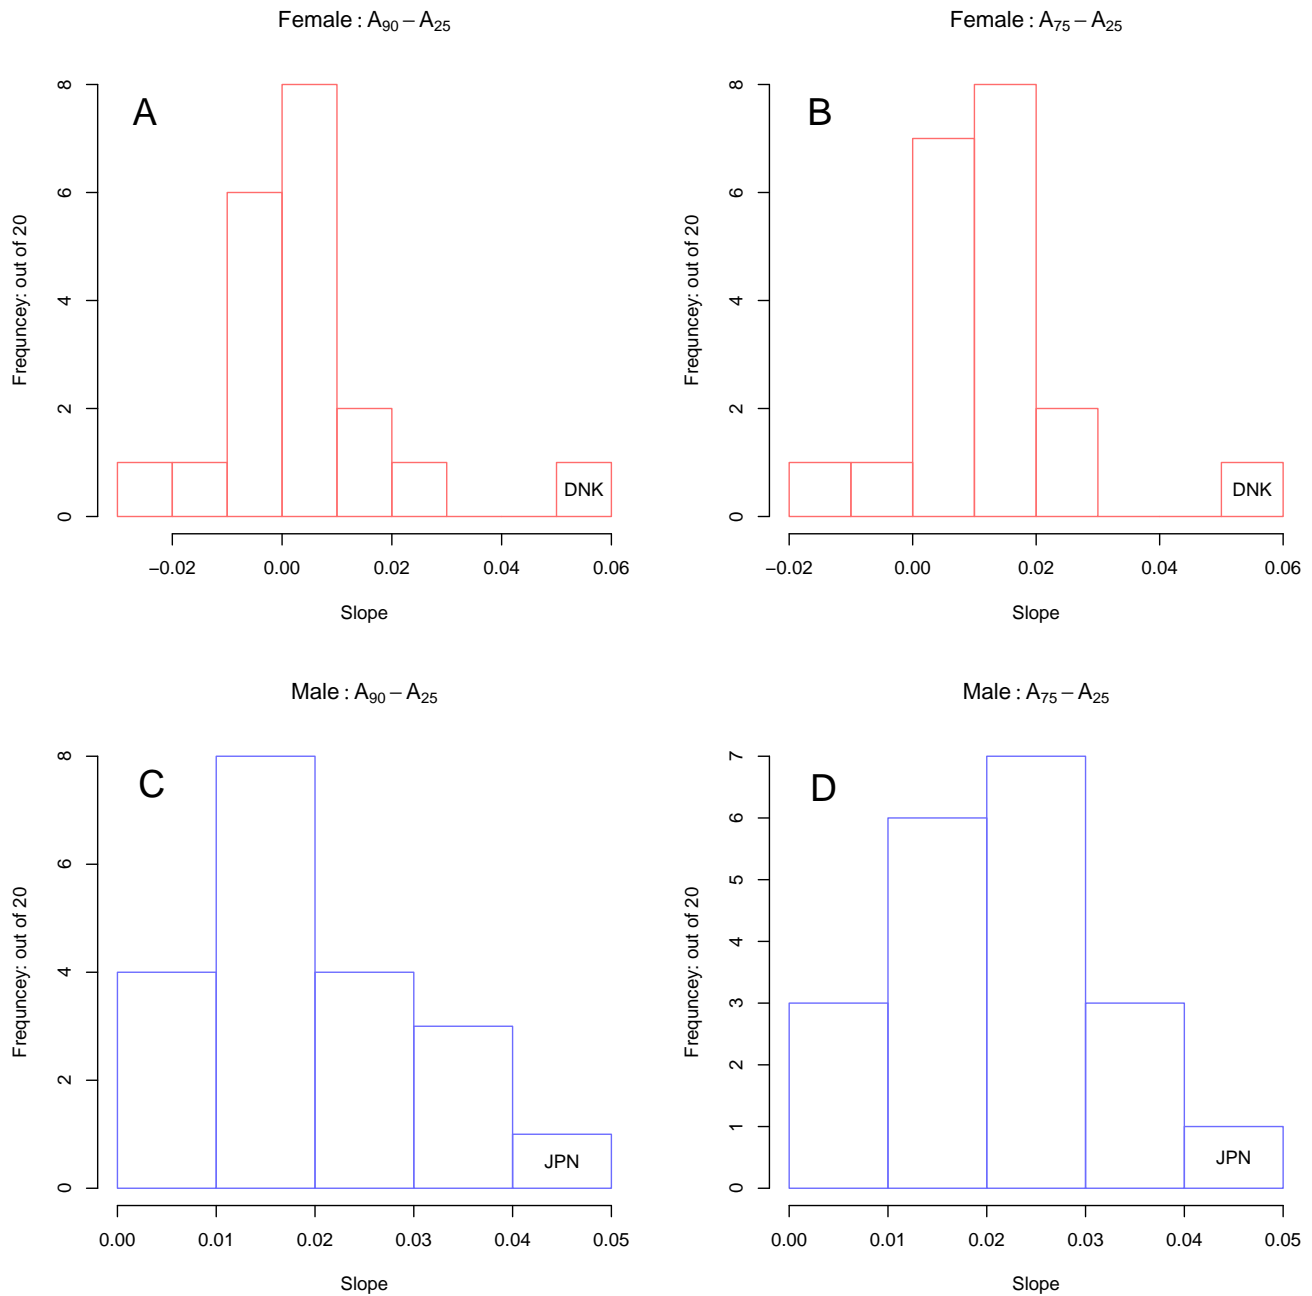 Female : A90 − A25
A
8
6
4
2
0
Frequncey: out of 20
DNK
−0.02 0.00 0.02 0.04 0.06
Slope
Female : A75 − A25
B
8
6
4
2
0
Frequncey: out of 20
DNK
−0.02 0.00 0.02 0.04 0.06
Slope
Male : A90 − A25
C
8
6
4
2
0
Frequncey: out of 20
JPN
0.00 0.01 0.02 0.03 0.04 0.05
Slope
Male : A75 − A25
D
7
6
5
4
3
2
1
0
Frequncey: out of 20
JPN
0.00 0.01 0.02 0.03 0.04 0.05
Slope